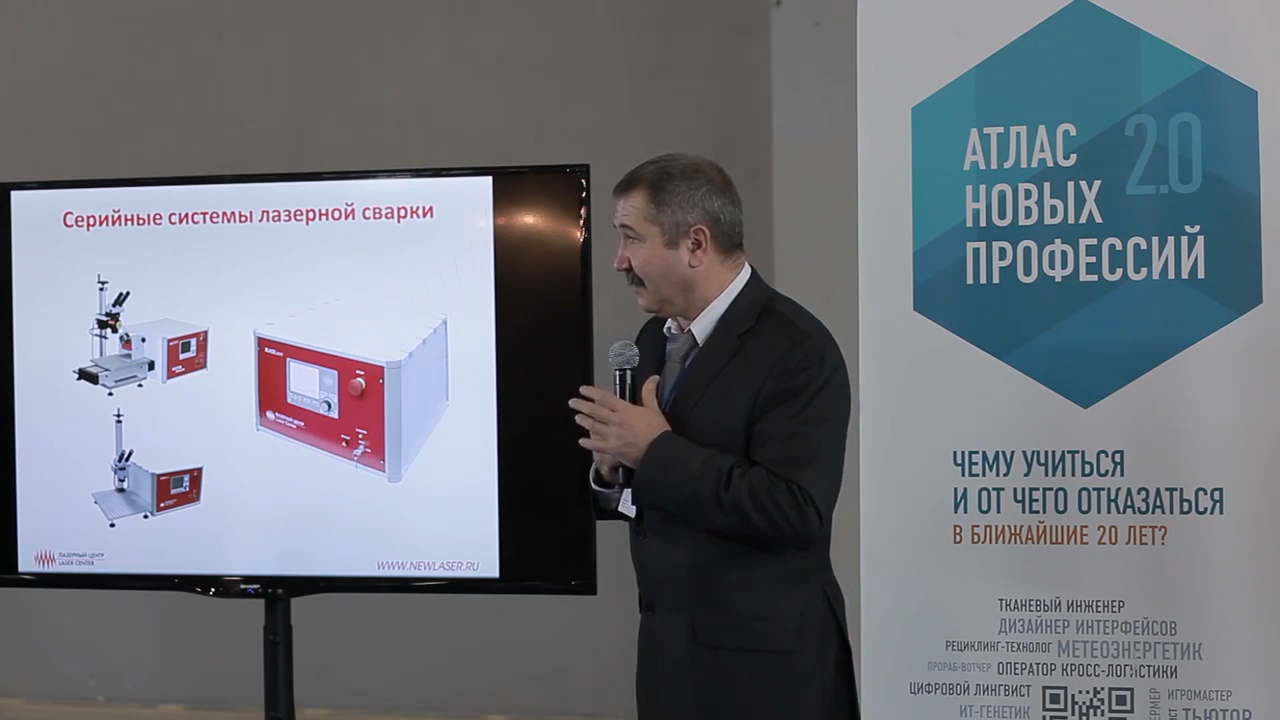 Серийные системы лазерной сварки
ЛАЗЕРНЫЙ ЦЕНТР
LASER CENTER
WWW.NEWLASER.RU
SHARP
АТЛАС 2.0
НОВЫХ
ПРОФЕССИЙ
ЧЕМУ УЧИТЬСЯ
И ОТ ЧЕГО ОТКАЗАТЬСЯ
В БЛИЖАЙШИЕ 20 ЛЕТ?
ТКАНЕВЫЙ ИНЖЕНЕР
ДИЗАЙНЕР ИНТЕРФЕЙСОВ
РЕЦИКЛИНГ-ТЕХНОЛОГ МЕТЕОЭНЕРГЕТИК
ПРОРАБ-ВОТЧЕР ОПЕРАТОР КРОСС-ЛОГИСТИКИ
ЦИФРОВОЙ ЛИНГВИСТ ИГРОМАСТЕР
ИТ-ГЕНЕТИК ТЬЮТОР